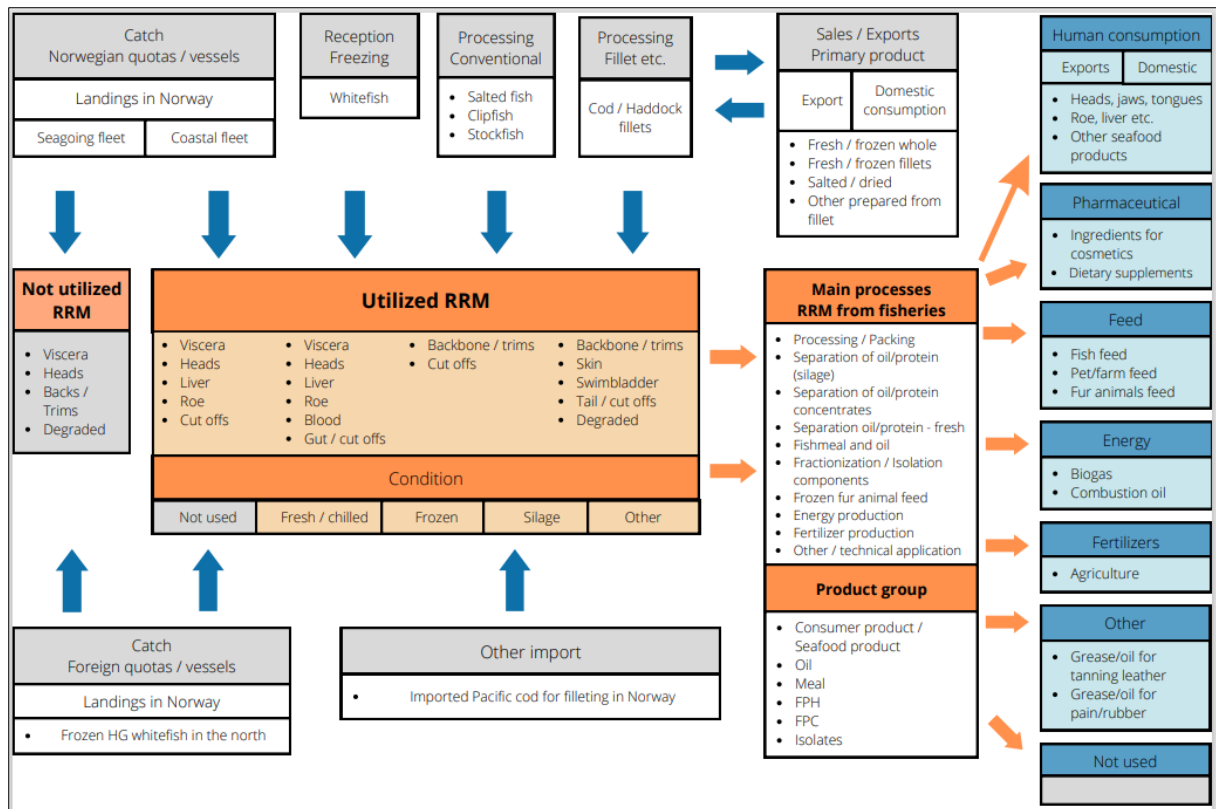 Catch
Norwegian quotas / vessels
Landings in Norway
Seagoing fleet
Coastal fleet
Reception
Freezing
Whitefish
Processing
Conventional
• Salted fish
• Clipfish
• Stockfish
Processing
Fillet etc.
Cod / Haddock
fillets
Sales / Exports
Primary product
Export
Domestic
consumption
• Fresh / frozen whole
• Fresh / frozen fillets
• Salted / dried
• Other prepared from
fillet
Human consumption
Exports
Domestic
• Heads, jaws, tongues
• Roe, liver etc.
• Other seafood
products
Pharmaceutical
• Ingredients for
cosmetics
• Dietary supplements
Not utilized
RRM
• Viscera
• Heads
• Backs /
Trims
• Degraded
Utilized RRM
• Viscera
• Heads
• Liver
• Roe
• Cut offs
• Viscera
• Heads
• Liver
• Roe
• Blood
• Gut / cut offs
• Backbone / trims
• Cut offs
• Backbone / trims
• Skin
• Swimbladder
• Tail / cut offs
• Degraded
Condition
Not used
Fresh / chilled
Frozen
Silage
Other
Main processes
RRM from fisheries
• Processing / Packing
• Separation of oil/protein
(silage)
• Separation of oil/protein
concentrates
• Separation oil/protein - fresh
• Fishmeal and oil
• Fractionization / Isolation
components
• Frozen fur animal feed
• Energy production
• Fertilizer production
• Other / technical application
Product group
• Consumer product /
Seafood product
• Oil
• Meal
• FPH
• FPC
• Isolates
Feed
• Fish feed
• Pet/farm feed
• Fur animals feed
Energy
• Biogas
• Combustion oil
Fertilizers
• Agriculture
Other
• Grease/oil for
tanning leather
• Grease/oil for
pain/rubber
Not used
Catch
Foreign quotas / vessels
Landings in Norway
• Frozen HG whitefish in the north
Other import
• Imported Pacific cod for filleting in Norway